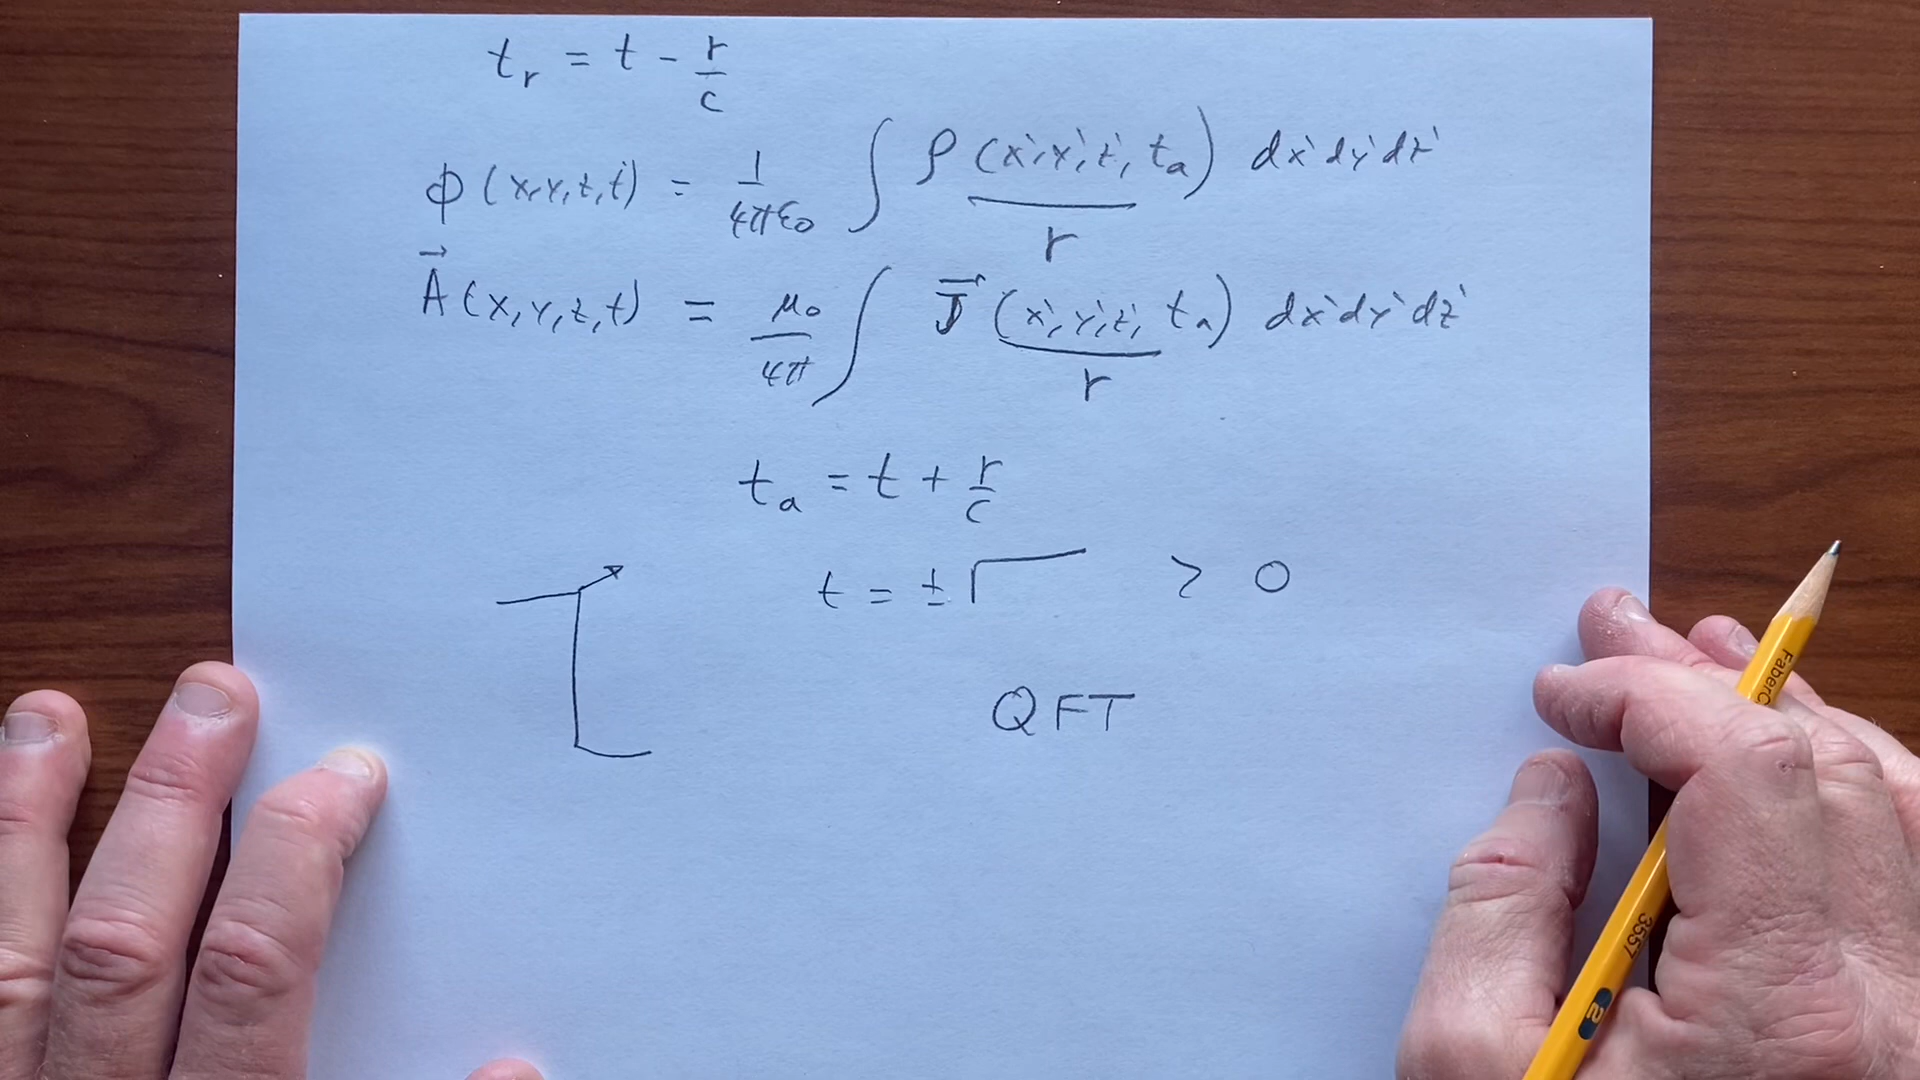 t_r = t - r/c
ϕ(x,y,z,t) = 1/4πε₀ ∫ ρ(x',y',z',t_a)/r dx'dy'dz'
A⃗(x,y,z,t) = μ₀/4π ∫ J⃗(x',y',z',t_a)/r dx'dy'dz'
t_a = t + r/c
t = ±√ > 0
QFT
FaberC
3557
2